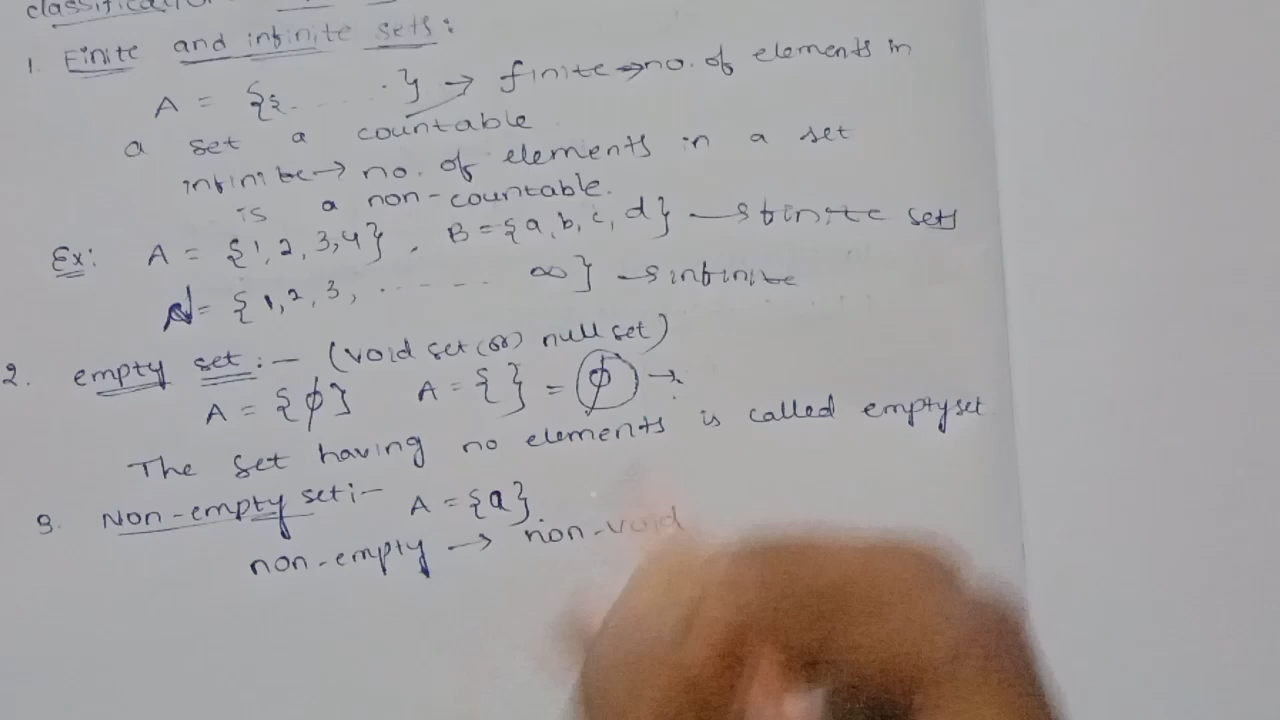 classification
1. Finite and infinite sets:
A = {ξ......} → finite → no. of elements in
a set a countable
infinite → no. of elements in a set
is a non-countable.
Ex: A = {1, 2, 3, 4}, B = {a, b, c, d} → finite sets
N = {1, 2, 3, ...... ∞} → infinite
2. empty set :- (void set (or) null set)
A = {ϕ} A = { } = ϕ →
The set having no elements is called emptyset
3. Non-empty set :- A = {a}
non-empty → non-void